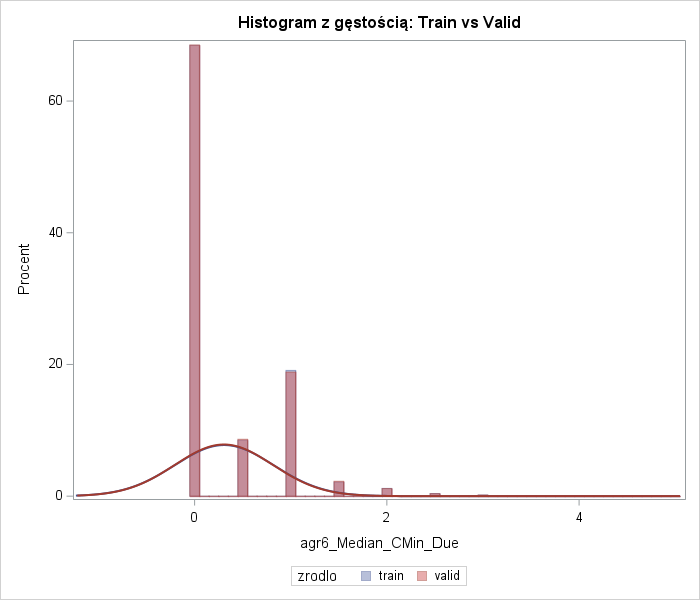 Histogram z gęstością: Train vs Valid
60
40
20
0
Procent
0 2 4
agr6_Median_CMin_Due
zrodlo train valid